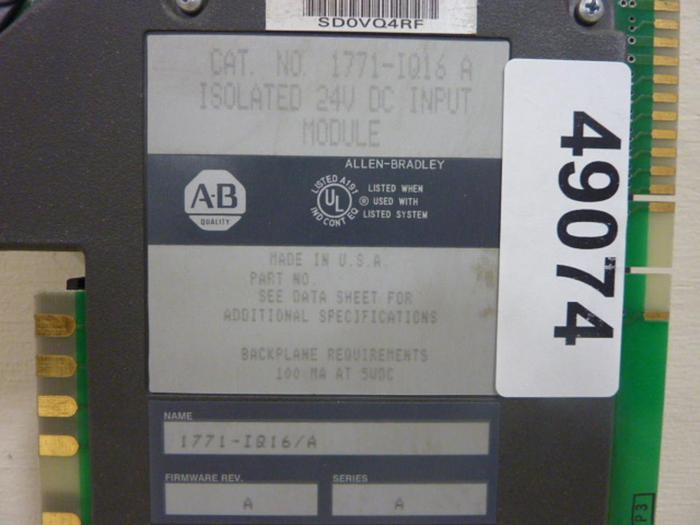 SD0VQ4RF
CAT. NO. 1771-IQ16 A
ISOLATED 24V DC INPUT
MODULE
ALLEN-BRADLEY
A-B
QUALITY
LISTED A191
UL
IND CONT EQ
®
LISTED WHEN
USED WITH
LISTED SYSTEM
MADE IN U.S.A.
PART NO.
SEE DATA SHEET FOR
ADDITIONAL SPECIFICATIONS
BACKPLANE REQUIREMENTS
100 MA AT 5VDC
NAME
1771-IQ16/A
FIRMWARE REV.
SERIES
A
A
49074
P3